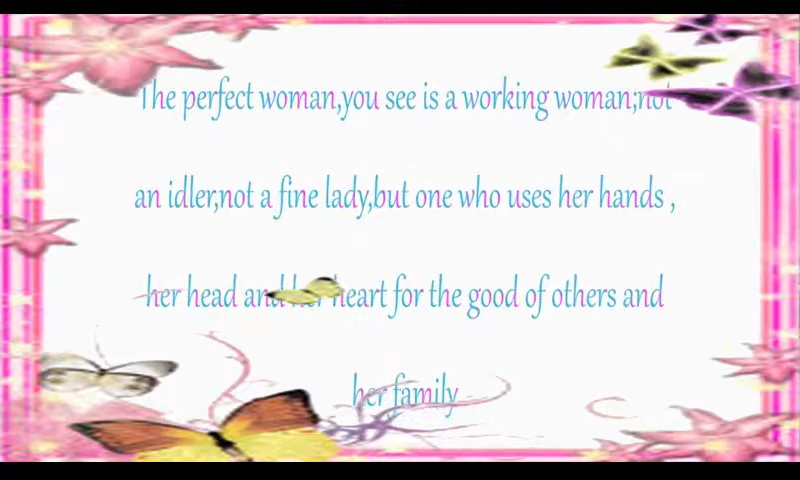 The perfect woman,you see is a working woman;not
an idler,not a fine lady,but one who uses her hands ,
her head and her heart for the good of others and
her family